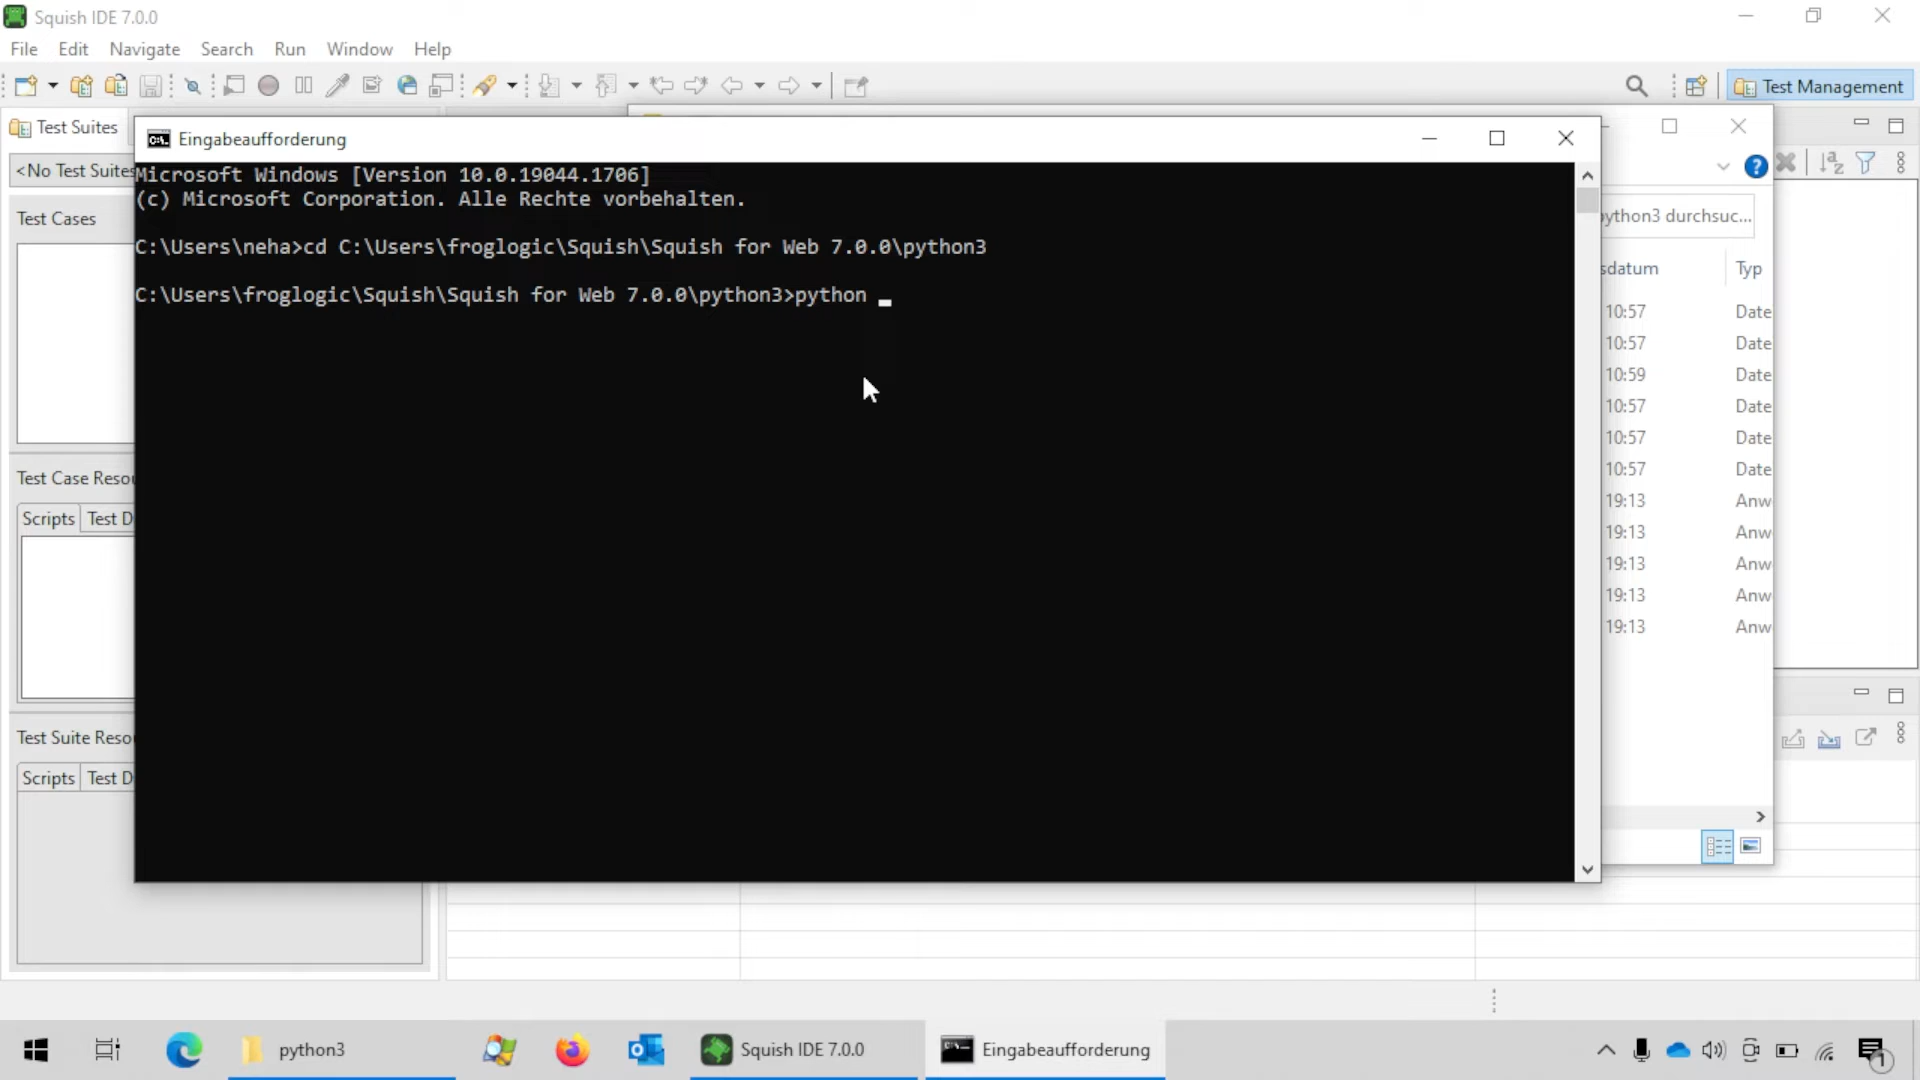 Squish IDE 7.0.0
File Edit Navigate Search Run Window Help
Test Management
Test Suites
<No Test Suites
Test Cases
Test Case Resou
Scripts Test D
Test Suite Resou
Scripts Test D
Eingabeaufforderung
Microsoft Windows [Version 10.0.19044.1706]
(c) Microsoft Corporation. Alle Rechte vorbehalten.
C:\Users\neha>cd C:\Users\froglogic\Squish\Squish for Web 7.0.0\python3
C:\Users\froglogic\Squish\Squish for Web 7.0.0\python3>python
python3 durchsuc...
sdatum Typ
10:57 Date
10:57 Date
10:59 Date
10:57 Date
10:57 Date
10:57 Date
19:13 Anw
19:13 Anw
19:13 Anw
19:13 Anw
19:13 Anw
python3
Squish IDE 7.0.0
Eingabeaufforderung
1